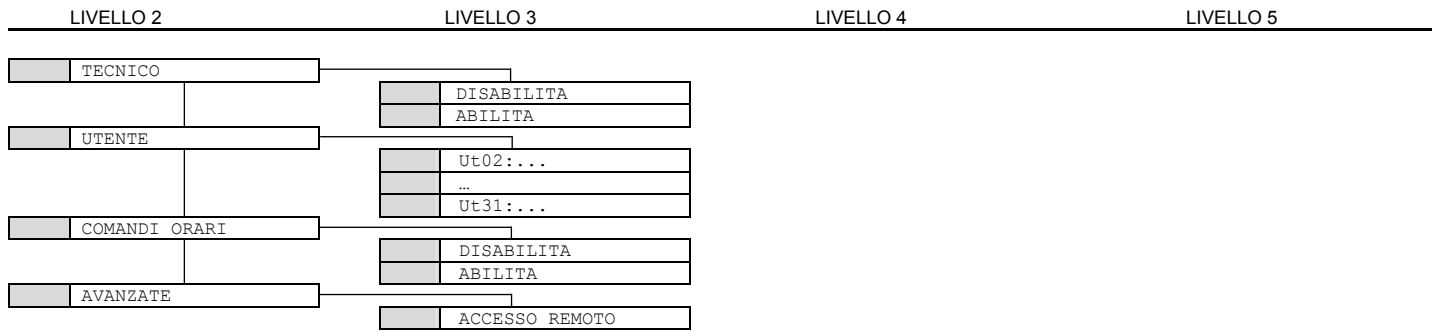 LIVELLO 2 LIVELLO 3 LIVELLO 4 LIVELLO 5
TECNICO
DISABILITA
ABILITA
UTENTE
Ut02:...
…
Ut31:...
COMANDI ORARI
DISABILITA
ABILITA
AVANZATE
ACCESSO REMOTO